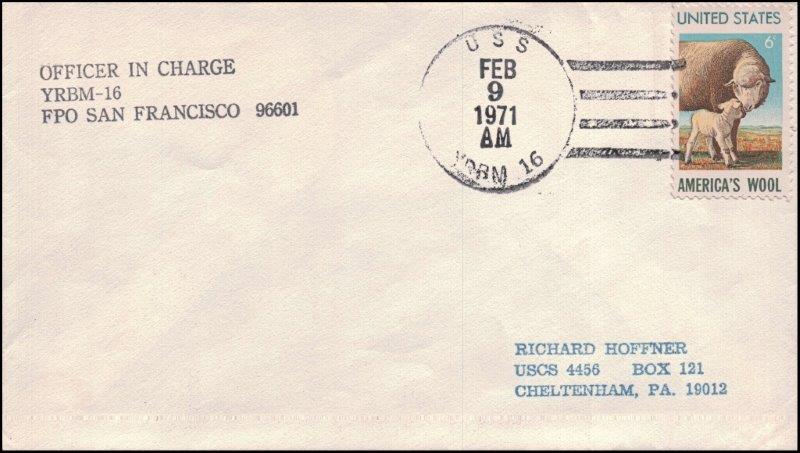 OFFICER IN CHARGE
YRBM-16
FPO SAN FRANCISCO 96601
USS
FEB
9
1971
AM
YRBM 16
UNITED STATES
6c
AMERICA'S WOOL
RICHARD HOFFNER
USCS 4456 BOX 121
CHELTENHAM, PA. 19012